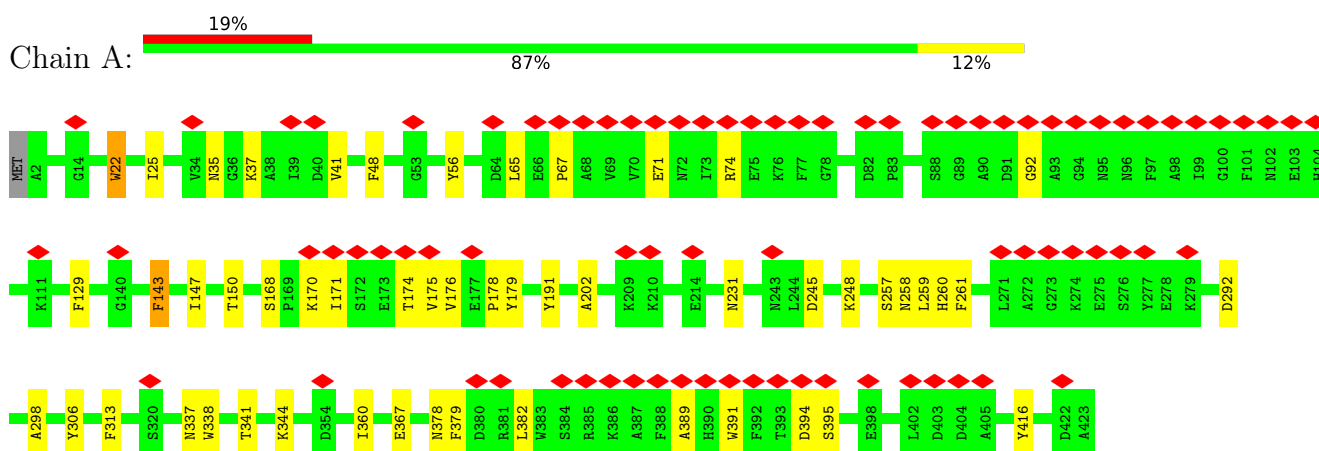 19%
Chain A:
87% 12%
MET A2 G14 W22 I25 V34 N35 G36 K37 A38 I39 D40 V41 F48 G53 Y56 D64 L65 E66 P67 A68 V69 V70 E71 N72 I73 R74 E75 K76 F77 G78 D82 P83 S88 G89 A90 D91 G92 A93 G94 N95 N96 F97 A98 I99 G100 F101 N102 E103 H104
K111 F129 G140 F143 I147 T150 S168 P169 K170 I171 S172 E173 T174 V175 V176 E177 P178 Y179 Y191 A202 K209 K210 E214 N231 N243 L244 D245 K248 S257 N258 L259 H260 F261 L271 A272 G273 K274 E275 S276 Y277 E278 K279 D292
A298 Y306 F313 S320 N337 W338 T341 K344 D354 I360 E367 N378 F379 D380 R381 L382 W383 S384 R385 K386 A387 F388 A389 H390 W391 F392 T393 D394 S395 E398 L402 D403 D404 A405 Y416 D422 A423